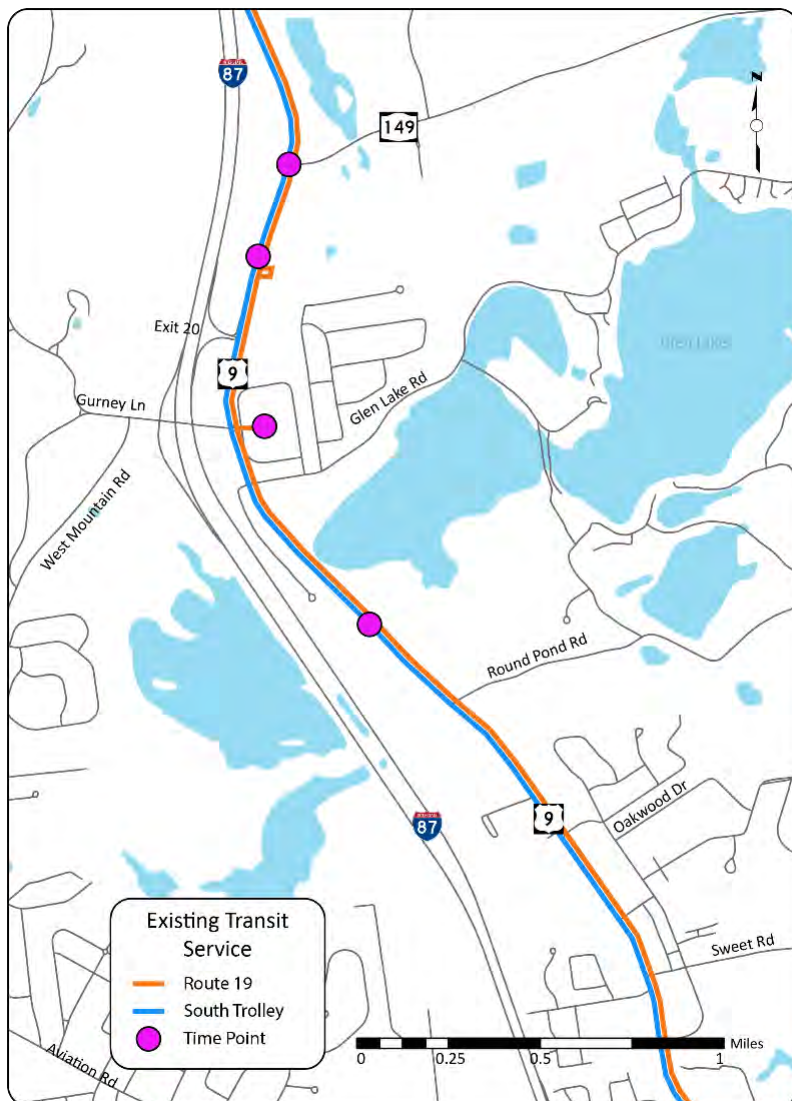 87
149
N
Glen Lake
Exit 20
9
Gurney Ln
Glen Lake Rd
West Mountain Rd
Round Pond Rd
9
87
Oakwood Dr
Sweet Rd
Existing Transit
Service
Route 19
South Trolley
Time Point
Aviation Rd
Miles
0 0.25 0.5 1